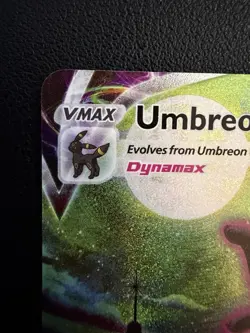 VMAX Umbreo
Evolves from Umbreon
Dynamax